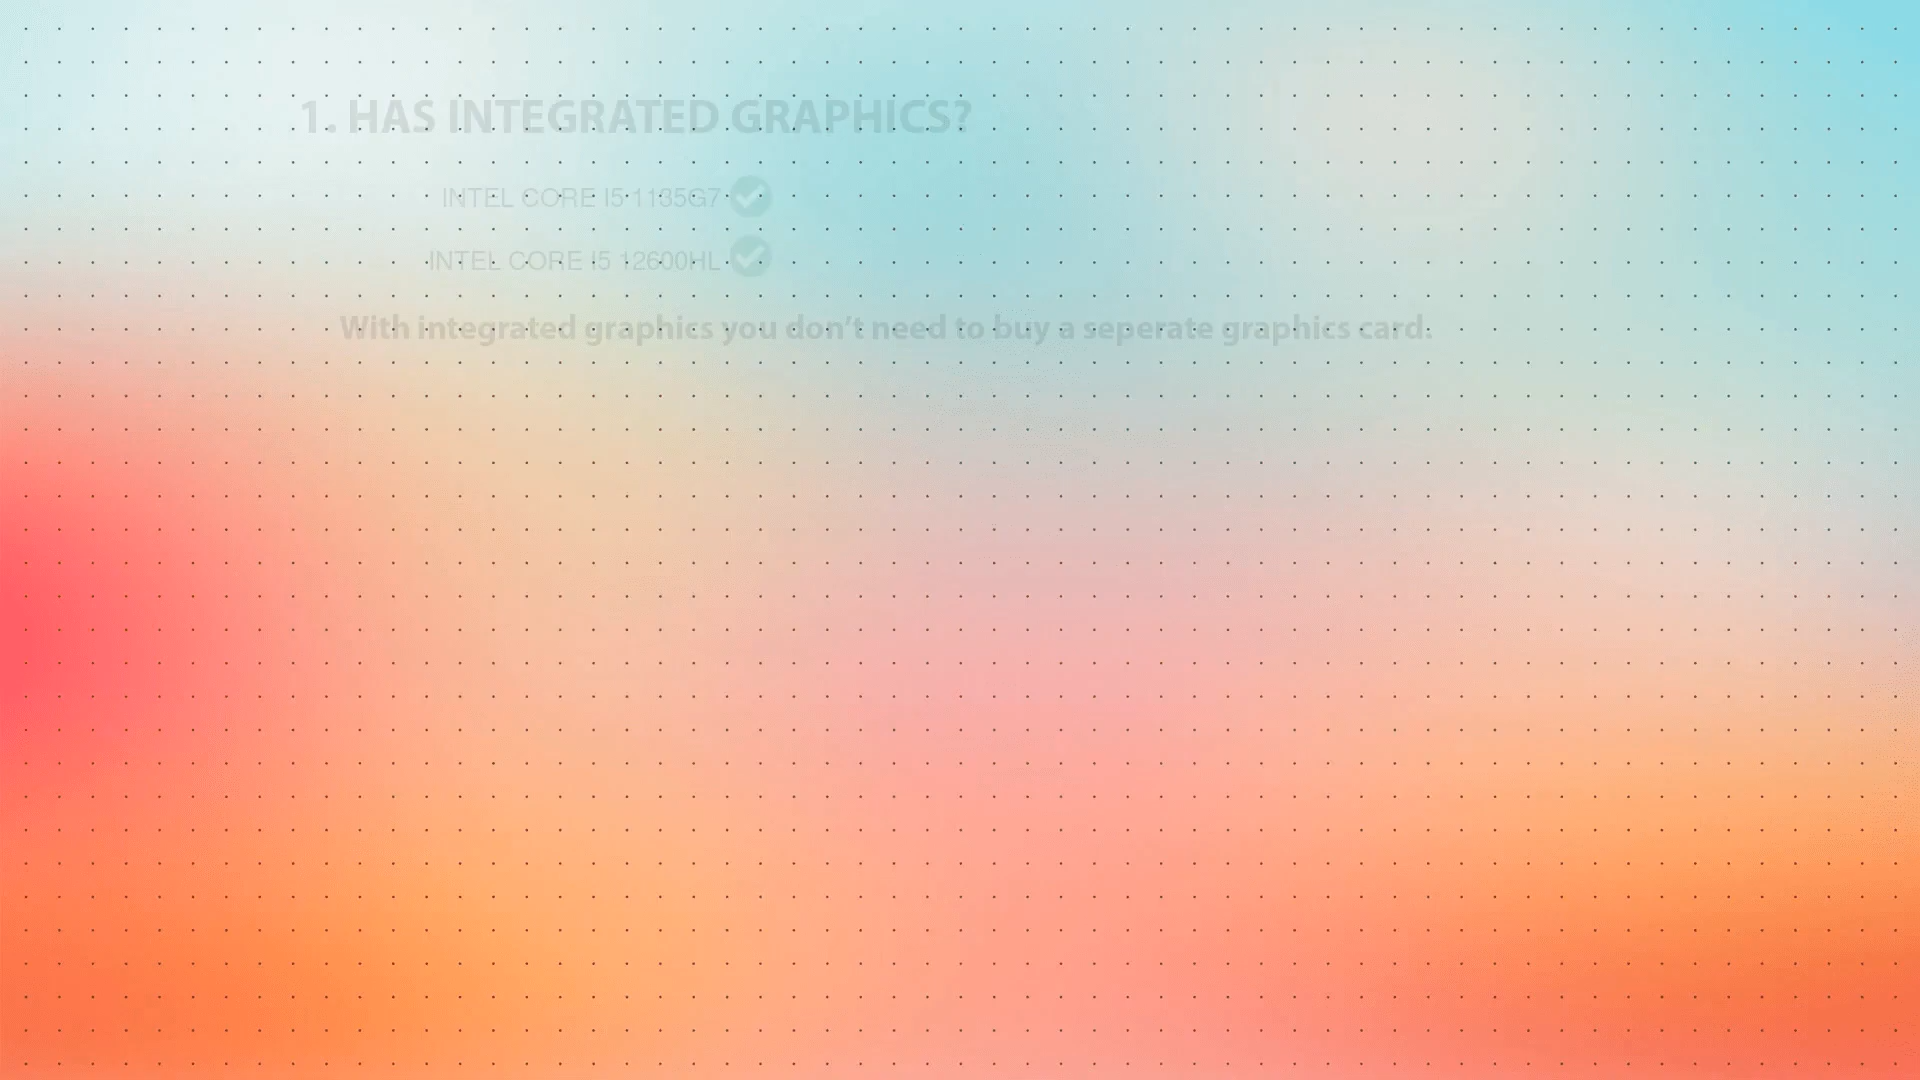 1. HAS INTEGRATED GRAPHICS?
INTEL CORE I5 1135G7
INTEL CORE I5 12600HL
With integrated graphics you don't need to buy a seperate graphics card.